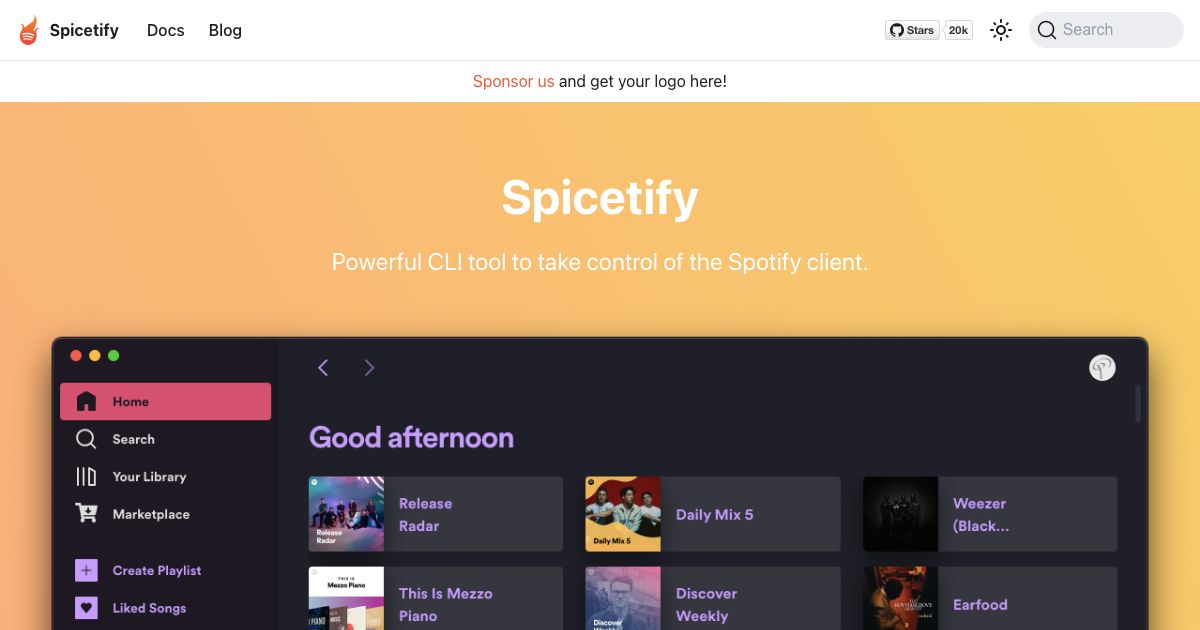 Spicetify
Docs
Blog
Stars
20k
Search
Sponsor us and get your logo here!
Spicetify
Powerful CLI tool to take control of the Spotify client.
Home
Search
Your Library
Marketplace
Create Playlist
Liked Songs
Good afternoon
Release
Radar
Release
Radar
Daily Mix 5
Daily Mix 5
Weezer
(Black...
THIS IS
Mezzo Piano
This Is Mezzo
Piano
Discover
Discover
Weekly
Earfood